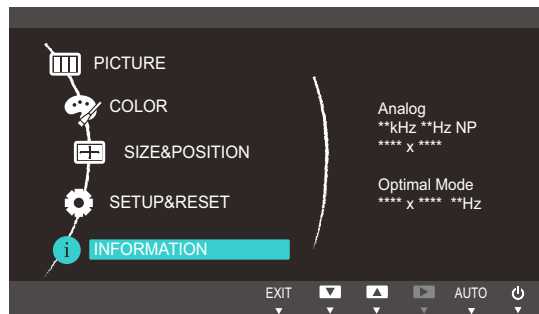 PICTURE
COLOR
SIZE&POSITION
SETUP&RESET
i INFORMATION
Analog
**kHz **Hz NP
**** x ****
Optimal Mode
**** x **** **Hz
EXIT AUTO